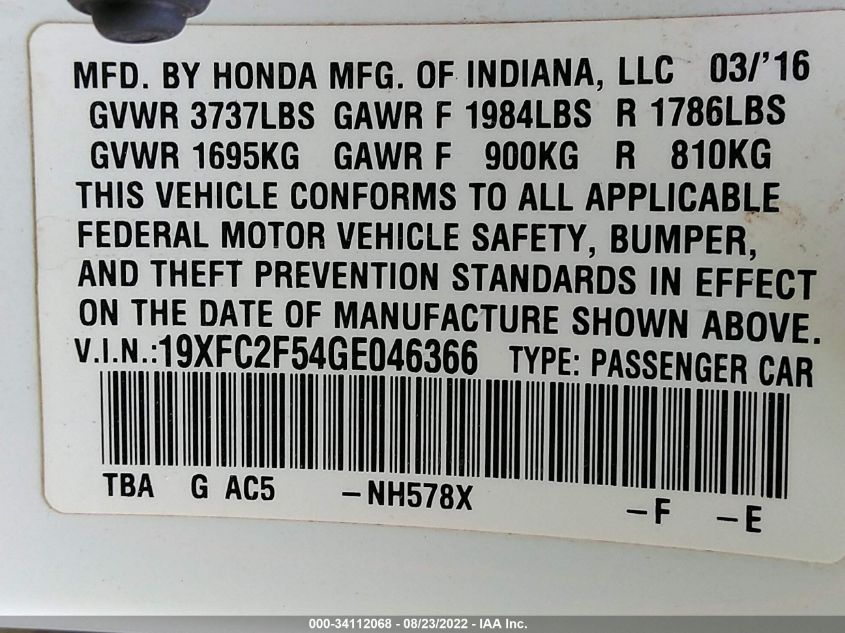 MFD. BY HONDA MFG. OF INDIANA, LLC 03/'16
GVWR 3737LBS GAWR F 1984LBS R 1786LBS
GVWR 1695KG GAWR F 900KG R 810KG
THIS VEHICLE CONFORMS TO ALL APPLICABLE
FEDERAL MOTOR VEHICLE SAFETY, BUMPER,
AND THEFT PREVENTION STANDARDS IN EFFECT
ON THE DATE OF MANUFACTURE SHOWN ABOVE.
V.I.N.:19XFC2F54GE046366 TYPE: PASSENGER CAR
TBA G AC5 -NH578X -F -E
000-34112068 - 08/23/2022 - IAA Inc.